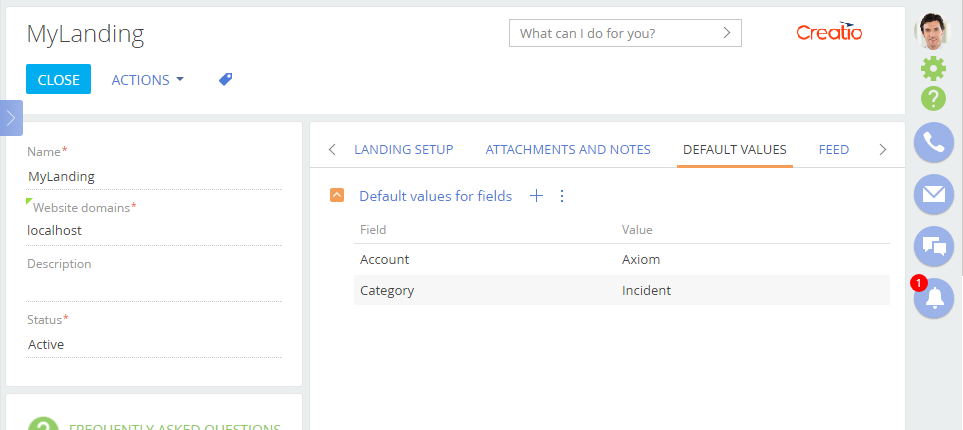 MyLanding
What can I do for you?
Creatio
CLOSE ACTIONS
Name*
MyLanding
Website domains*
localhost
Description
Status*
Active
FREQUENTLY ASKED QUESTIONS
LANDING SETUP ATTACHMENTS AND NOTES DEFAULT VALUES FEED
Default values for fields
Field Value
Account Axiom
Category Incident
1